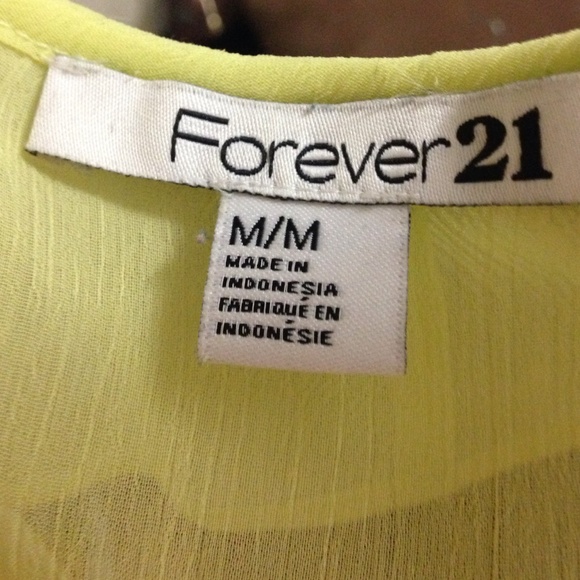 Forever21
M/M
MADE IN
INDONESIA
FABRIQUÉ EN
INDONÉSIE